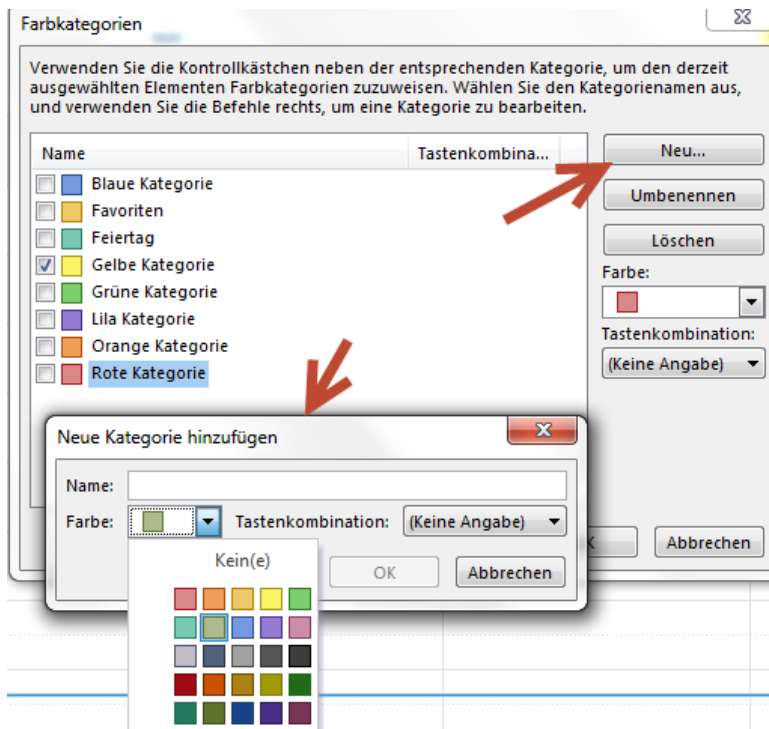 Farbkategorien
Verwenden Sie die Kontrollkästchen neben der entsprechenden Kategorie, um den derzeit
ausgewählten Elementen Farbkategorien zuzuweisen. Wählen Sie den Kategorienamen aus,
und verwenden Sie die Befehle rechts, um eine Kategorie zu bearbeiten.
Name Tastenkombina...
Neu...
Blaue Kategorie
Umbenennen
Favoriten
Feiertag
Löschen
Gelbe Kategorie
Farbe:
Grüne Kategorie
Lila Kategorie
Tastenkombination:
Orange Kategorie
(Keine Angabe)
Rote Kategorie
Neue Kategorie hinzufügen
Name:
Farbe: Tastenkombination: (Keine Angabe)
Kein(e)
OK Abbrechen
K Abbrechen